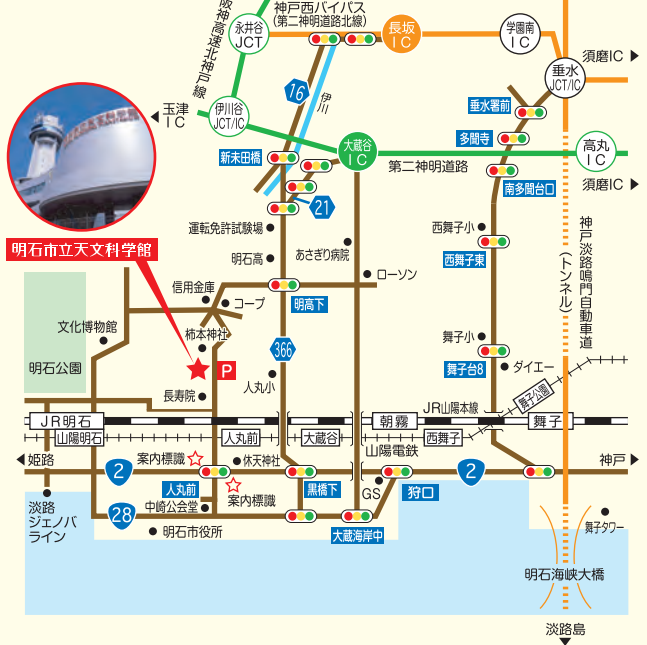 阪神高速北神戸線
永井谷
JCT
神戸西バイパス
(第二神明道路北線)
長坂
IC
学園南
IC
須磨IC
垂水
JCT/IC
16
伊川
玉津
IC
伊川谷
JCT/IC
垂水署前
多聞寺
大蔵谷
IC
高丸
IC
新未田橋
第二神明道路
南多聞台口
須磨IC
21
運転免許試験場
あさぎり病院
西舞子小
西舞子東
神戸淡路鳴門自動車道
(トンネル)
明石市立天文科学館
明石高
ローソン
信用金庫
コープ
明高下
文化博物館
柿本神社
366
舞子小
舞子台8
ダイエー
明石公園
P
人丸小
長寿院
舞子公園
JR山陽本線
JR明石
朝霧
舞子
山陽明石
人丸前
大蔵谷
西舞子
山陽電鉄
姫路
案内標識
休天神社
2
2
神戸
人丸前
案内標識
黒橋下
GS
狩口
淡路
ジェノバ
ライン
28
中崎公会堂
明石市役所
大蔵海岸中
舞子タワー
明石海峡大橋
淡路島